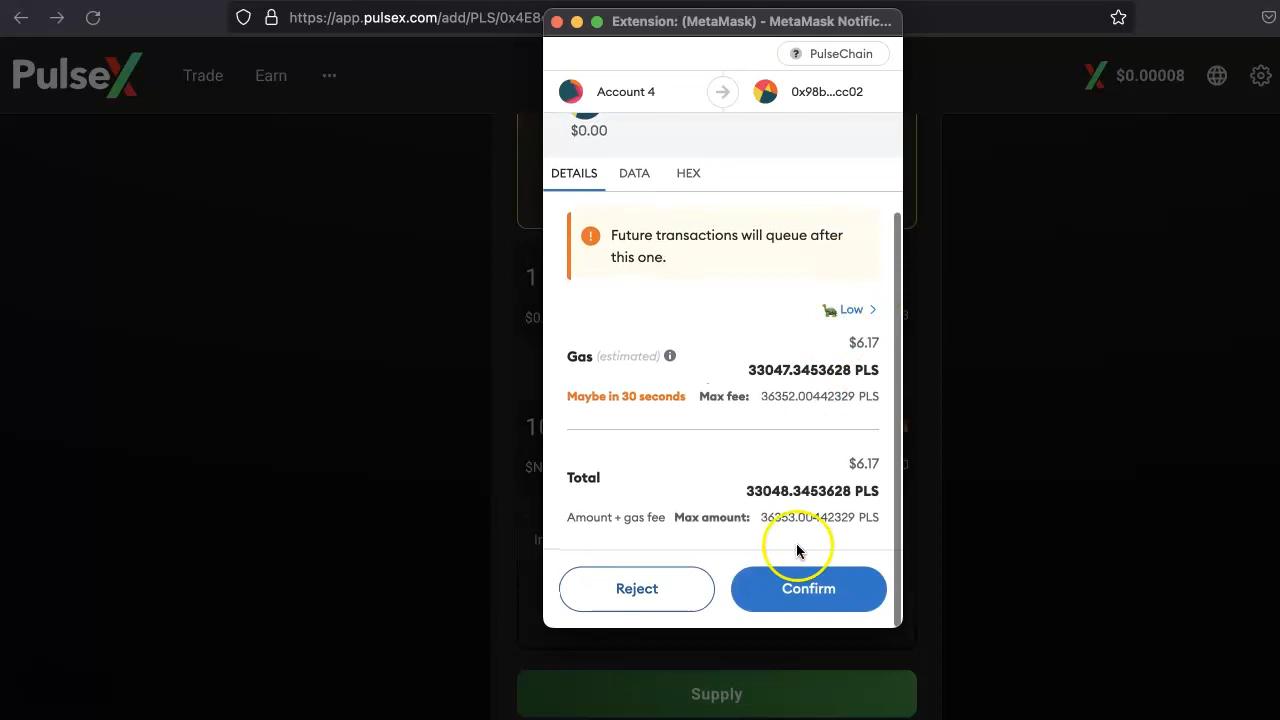 https://app.pulsex.com/add/PLS/0x4E8
Extension: (MetaMask) - MetaMask Notific...
PulseX
Trade
Earn
$0.00008
? PulseChain
Account 4
0x98b...cc02
$0.00
DETAILS
DATA
HEX
Future transactions will queue after
this one.
Low >
$6.17
Gas (estimated)
33047.3453628 PLS
Maybe in 30 seconds Max fee: 36352.00442329 PLS
$6.17
Total
33048.3453628 PLS
Amount + gas fee Max amount: 36353.00442329 PLS
Reject
Confirm
Supply